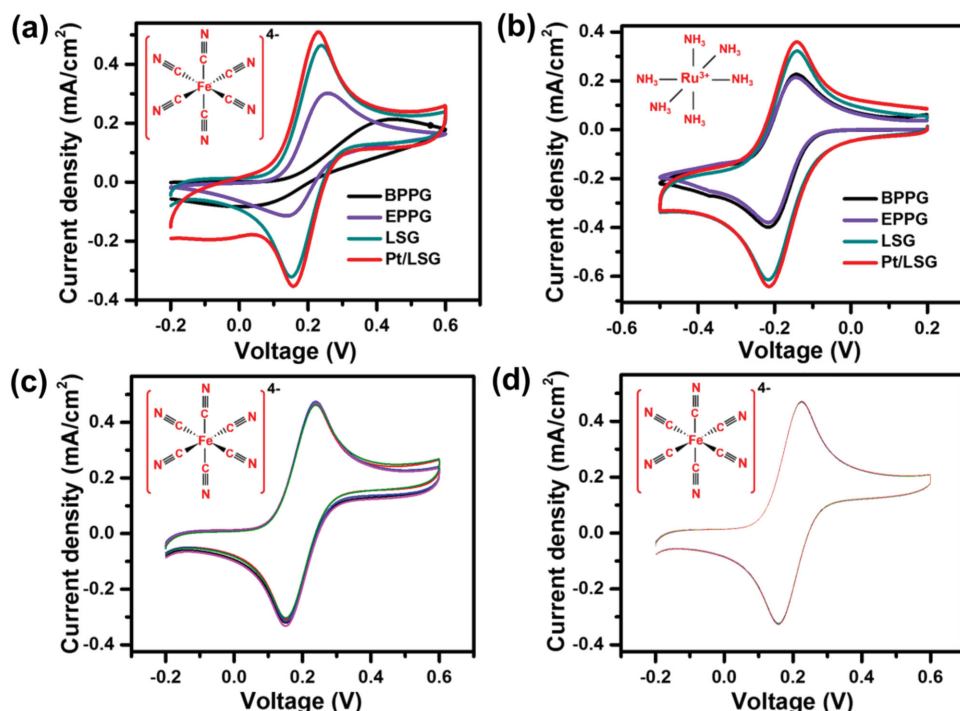 (a)
Current density (mA/cm²)
0.4
0.2
0.0
-0.2
-0.4
-0.2
0.0
0.2
0.4
0.6
Voltage (V)
4-
N
C
N
C
C
N
Fe
N
C
C
N
C
N
BPPG
EPPG
LSG
Pt/LSG
(b)
Current density (mA/cm²)
0.4
0.2
0.0
-0.2
-0.4
-0.6
-0.6
-0.4
-0.2
0.0
0.2
Voltage (V)
NH₃
NH₃
NH₃
Ru³⁺
NH₃
NH₃
NH₃
BPPG
EPPG
LSG
Pt/LSG
(c)
Current density (mA/cm²)
0.4
0.2
0.0
-0.2
-0.4
-0.2
0.0
0.2
0.4
0.6
Voltage (V)
4-
N
C
N
C
C
N
Fe
N
C
C
N
C
N
(d)
Current density (mA/cm²)
0.4
0.2
0.0
-0.2
-0.4
-0.2
0.0
0.2
0.4
0.6
Voltage (V)
4-
N
C
N
C
C
N
Fe
N
C
C
N
C
N